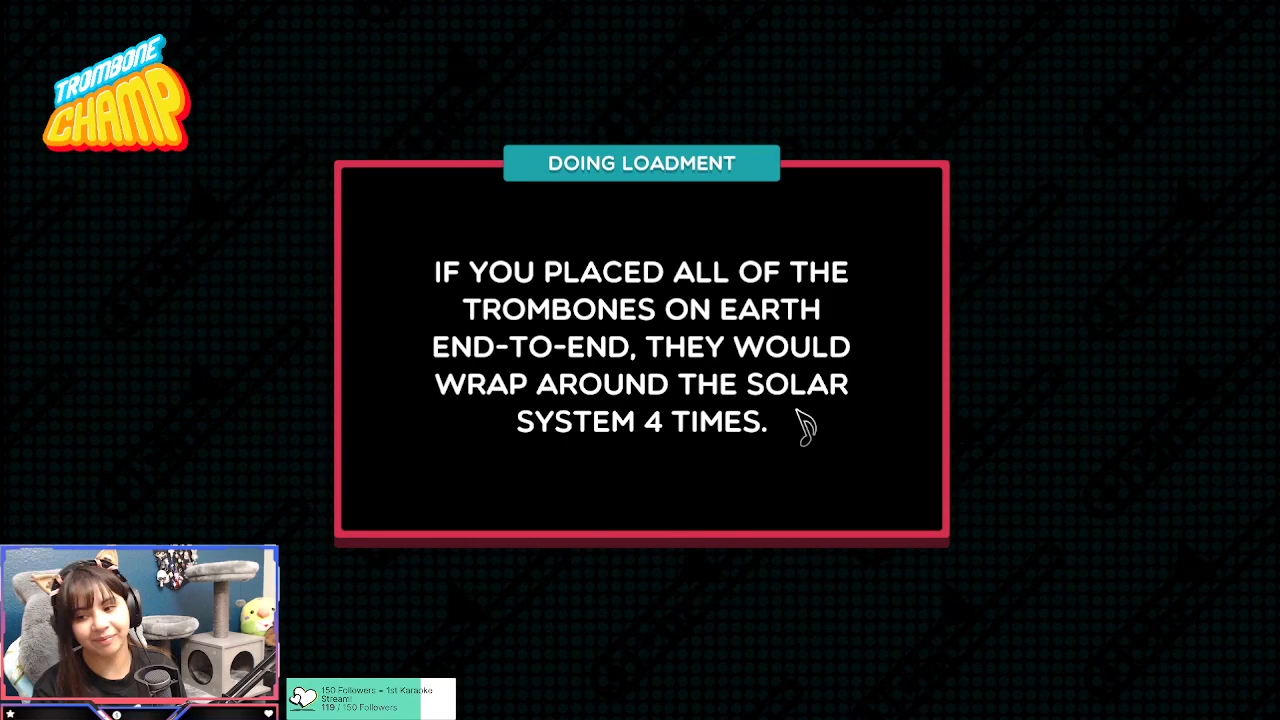 TROMBONE
CHAMP
DOING LOADMENT
IF YOU PLACED ALL OF THE
TROMBONES ON EARTH
END-TO-END, THEY WOULD
WRAP AROUND THE SOLAR
SYSTEM 4 TIMES.
150 Followers = 1st Karaoke
Stream!
119 / 150 Followers